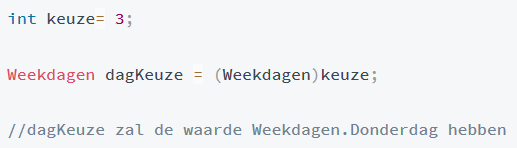 int keuze= 3;
Weekdagen dagKeuze = (Weekdagen)keuze;
//dagKeuze zal de waarde Weekdagen.Donderdag hebben